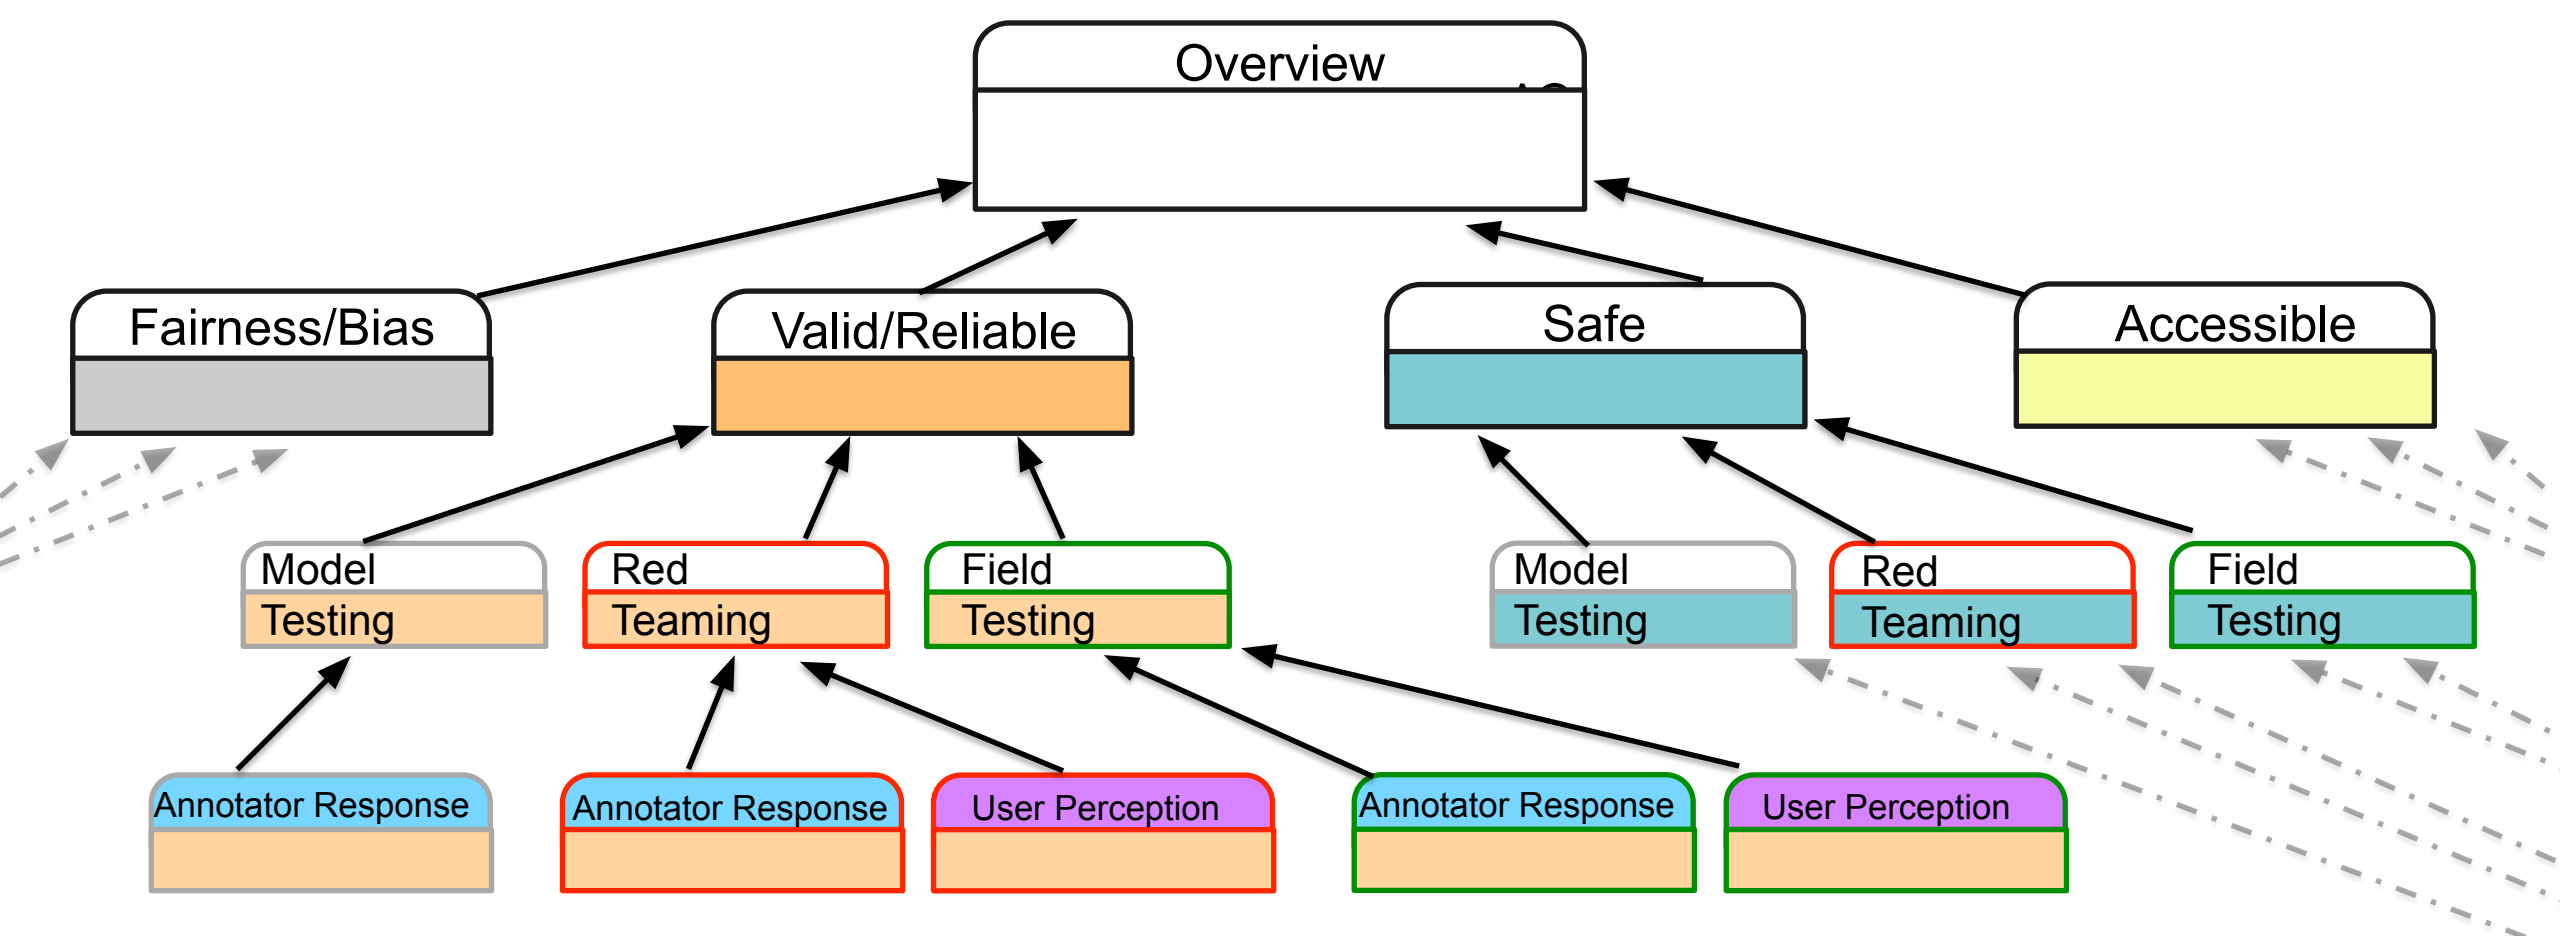 Overview
Fairness/Bias
Valid/Reliable
Safe
Accessible
Model
Testing
Red
Teaming
Field
Testing
Model
Testing
Red
Teaming
Field
Testing
Annotator Response
Annotator Response
User Perception
Annotator Response
User Perception